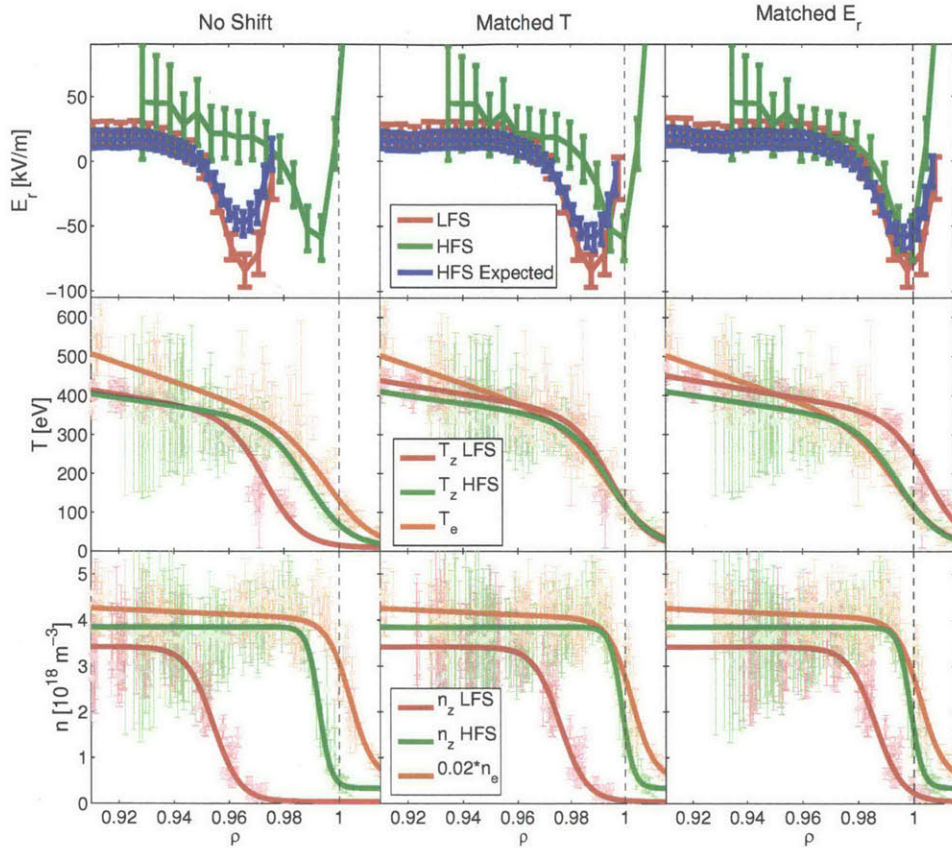 No Shift
Matched T
Matched E_r
E_r [kV/m]
50
0
−50
−100
LFS
HFS
HFS Expected
T [eV]
600
500
400
300
200
100
0
T_z LFS
T_z HFS
T_e
n [10^18 m^−3]
5
4
3
2
1
0
n_z LFS
n_z HFS
0.02*n_e
0.92 0.94 0.96 0.98 1
0.92 0.94 0.96 0.98 1
0.92 0.94 0.96 0.98 1
ρ
ρ
ρ